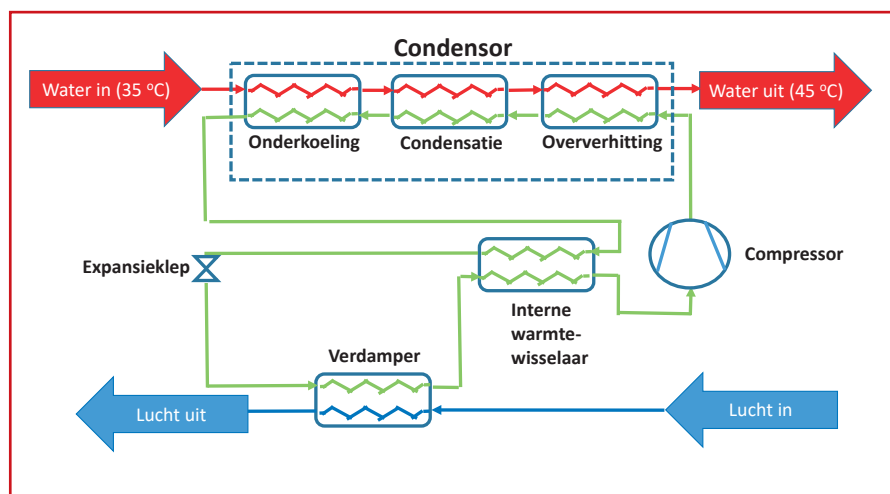 Condensor
Water in (35 °C)
Water uit (45 °C)
Onderkoeling
Condensatie
Oververhitting
Compressor
Expansieklep
Interne
warmte-
wisselaar
Verdamper
Lucht uit
Lucht in